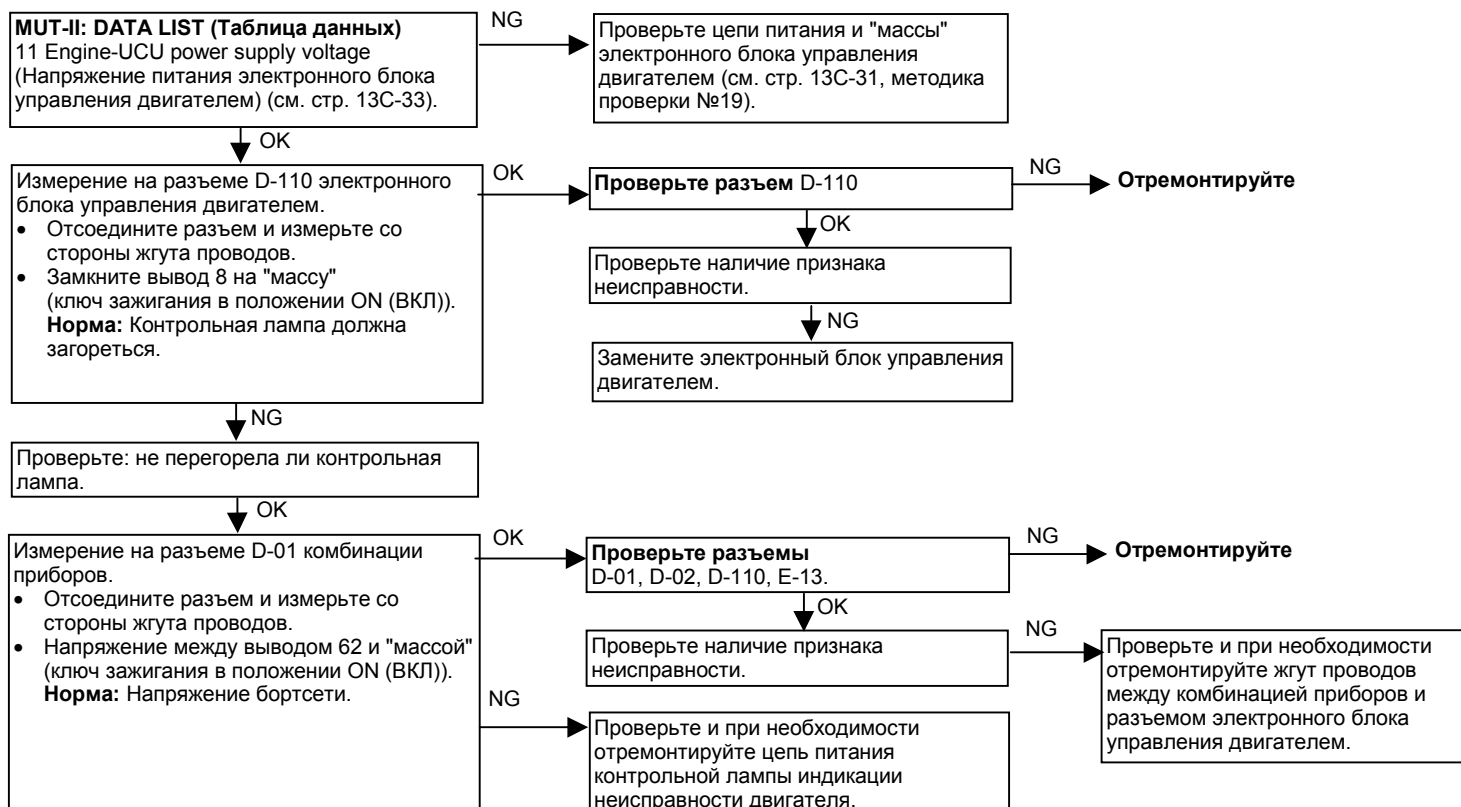 MUT-II: DATA LIST (Таблица данных)
11 Engine-UCU power supply voltage
(Напряжение питания электронного блока
управления двигателем) (см. стр. 13C-33).
NG
Проверьте цепи питания и "массы"
электронного блока управления
двигателем (см. стр. 13C-31, методика
проверки №19).
OK
Измерение на разъеме D-110 электронного
блока управления двигателем.
• Отсоедините разъем и измерьте со
стороны жгута проводов.
• Замкните вывод 8 на "массу"
(ключ зажигания в положении ON (ВКЛ)).
Норма: Контрольная лампа должна
загореться.
OK
Проверьте разъем D-110
NG
Отремонтируйте
OK
Проверьте наличие признака
неисправности.
NG
Замените электронный блок управления
двигателем.
NG
Проверьте: не перегорела ли контрольная
лампа.
OK
Измерение на разъеме D-01 комбинации
приборов.
• Отсоедините разъем и измерьте со
стороны жгута проводов.
• Напряжение между выводом 62 и "массой"
(ключ зажигания в положении ON (ВКЛ)).
Норма: Напряжение бортсети.
OK
Проверьте разъемы
D-01, D-02, D-110, E-13.
NG
Отремонтируйте
OK
Проверьте наличие признака
неисправности.
NG
Проверьте и при необходимости
отремонтируйте жгут проводов
между комбинацией приборов и
разъемом электронного блока
управления двигателем.
NG
Проверьте и при необходимости
отремонтируйте цепь питания
контрольной лампы индикации
неисправности двигателя.